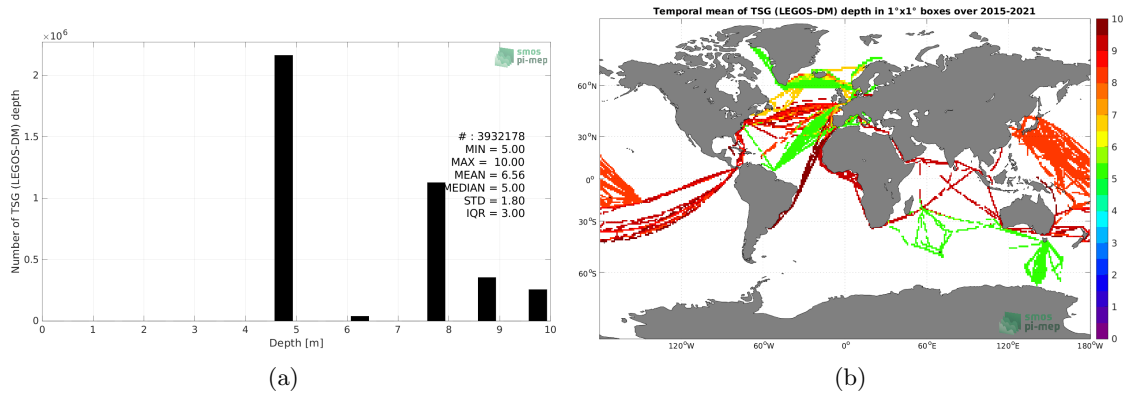 ×10⁶
smos
pi-mep
2
1.5
1
0.5
0
Number of TSG (LEGOS-DM) depth
# : 3932178
MIN = 5.00
MAX = 10.00
MEAN = 6.56
MEDIAN = 5.00
STD = 1.80
IQR = 3.00
0 1 2 3 4 5 6 7 8 9 10
Depth [m]
(a)
Temporal mean of TSG (LEGOS-DM) depth in 1°x1° boxes over 2015-2021
60°N
30°N
0°
30°S
60°S
120°W 60°W 0° 60°E 120°E 180°W
smos
pi-mep
10
9
8
7
6
5
4
3
2
1
0
(b)